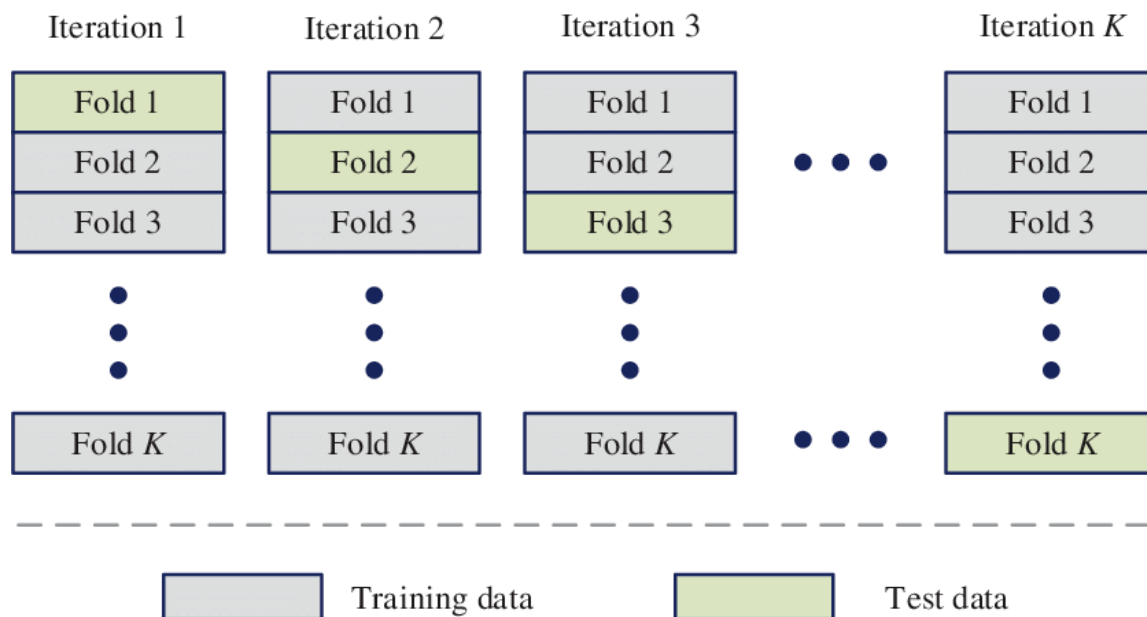 Iteration 1 Iteration 2 Iteration 3 Iteration K
Fold 1 Fold 1 Fold 1 Fold 1
Fold 2 Fold 2 Fold 2 Fold 2
Fold 3 Fold 3 Fold 3 Fold 3
Fold K Fold K Fold K Fold K
Training data Test data